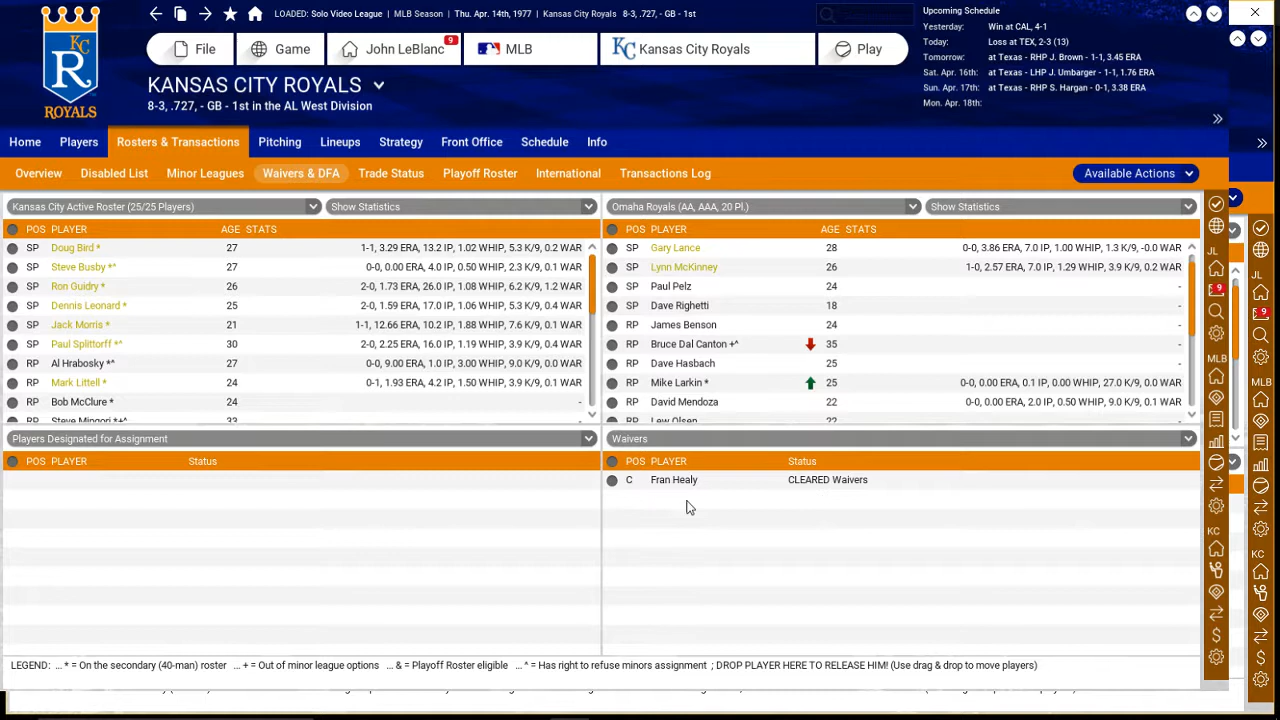 LOADED: Solo Video League | MLB Season | Thu. Apr. 14th, 1977 | Kansas City Royals 8-3, .727, - GB - 1st
Upcoming Schedule
Yesterday: Win at CAL, 4-1
Today: Loss at TEX, 2-3 (13)
Tomorrow: at Texas - RHP J. Brown - 1-1, 3.45 ERA
Sat. Apr. 16th: at Texas - LHP J. Umbarger - 1-1, 1.76 ERA
Sun. Apr. 17th: at Texas - RHP S. Hargan - 0-1, 3.38 ERA
Mon. Apr. 18th:
KC R ROYALS
File Game John LeBlanc 9 MLB KC Kansas City Royals Play
KANSAS CITY ROYALS
8-3, .727, - GB - 1st in the AL West Division
Home Players Rosters & Transactions Pitching Lineups Strategy Front Office Schedule Info
Overview Disabled List Minor Leagues Waivers & DFA Trade Status Playoff Roster International Transactions Log Available Actions
Kansas City Active Roster (25/25 Players) Show Statistics
POS PLAYER AGE STATS
SP Doug Bird * 27 1-1, 3.29 ERA, 13.2 IP, 1.02 WHIP, 5.3 K/9, 0.2 WAR
SP Steve Busby *^ 27 0-0, 0.00 ERA, 4.0 IP, 0.50 WHIP, 2.3 K/9, 0.1 WAR
SP Ron Guidry * 26 2-0, 1.73 ERA, 26.0 IP, 1.08 WHIP, 6.2 K/9, 1.2 WAR
SP Dennis Leonard * 25 2-0, 1.59 ERA, 17.0 IP, 1.06 WHIP, 5.3 K/9, 0.4 WAR
SP Jack Morris * 21 1-1, 12.66 ERA, 10.2 IP, 1.88 WHIP, 7.6 K/9, 0.1 WAR
SP Paul Splittorff * 30 2-0, 2.25 ERA, 16.0 IP, 1.19 WHIP, 3.9 K/9, 0.4 WAR
RP Al Hrabosky *^ 27 0-0, 9.00 ERA, 1.0 IP, 3.00 WHIP, 9.0 K/9, 0.0 WAR
RP Mark Littell * 24 0-1, 1.93 ERA, 4.2 IP, 1.50 WHIP, 3.9 K/9, 0.1 WAR
RP Bob McClure * 24 -
RP Steve Mingori *+^ 33
Omaha Royals (AA, AAA, 20 Pl.) Show Statistics
POS PLAYER AGE STATS
SP Gary Lance 28 0-0, 3.86 ERA, 7.0 IP, 1.00 WHIP, 1.3 K/9, -0.0 WAR
SP Lynn McKinney 26 1-0, 2.57 ERA, 7.0 IP, 1.29 WHIP, 3.9 K/9, 0.2 WAR
SP Paul Pelz 24 -
SP Dave Righetti 18 -
RP James Benson 24 -
RP Bruce Dal Canton +^ 35 -
RP Dave Hasbach 25 -
RP Mike Larkin * 25 0-0, 0.00 ERA, 0.1 IP, 0.00 WHIP, 27.0 K/9, 0.0 WAR
RP David Mendoza 22 0-0, 0.00 ERA, 2.0 IP, 0.50 WHIP, 9.0 K/9, 0.1 WAR
RP Lew Olsen 22
Players Designated for Assignment
POS PLAYER Status
Waivers
POS PLAYER Status
C Fran Healy CLEARED Waivers
JL
9
MLB
KC
JL
9
MLB
KC
LEGEND: ... * = On the secondary (40-man) roster ... + = Out of minor league options ... & = Playoff Roster eligible ... ^ = Has right to refuse minors assignment ; DROP PLAYER HERE TO RELEASE HIM! (Use drag & drop to move players)